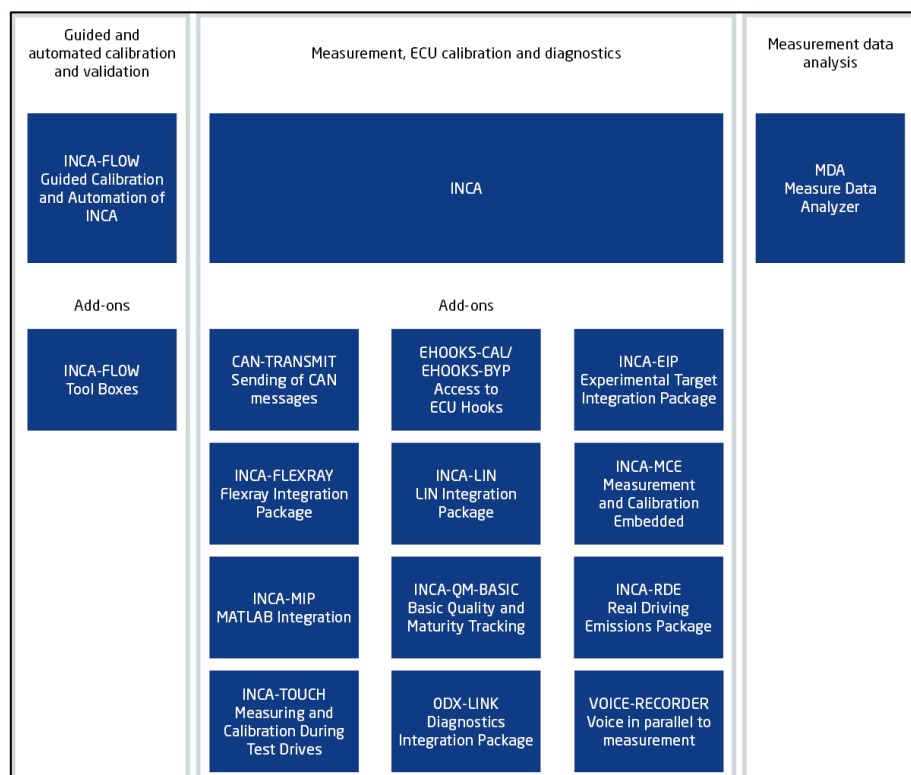 Guided and
automated calibration
and validation
Measurement, ECU calibration and diagnostics
Measurement data
analysis
INCA-FLOW
Guided Calibration
and Automation of
INCA
INCA
MDA
Measure Data
Analyzer
Add-ons
Add-ons
INCA-FLOW
Tool Boxes
CAN-TRANSMIT
Sending of CAN
messages
EHOOKS-CAL/
EHOOKS-BYP
Access to
ECU Hooks
INCA-EIP
Experimental Target
Integration Package
INCA-FLEXRAY
Flexray Integration
Package
INCA-LIN
LIN Integration
Package
INCA-MCE
Measurement
and Calibration
Embedded
INCA-MIP
MATLAB Integration
INCA-QM-BASIC
Basic Quality and
Maturity Tracking
INCA-RDE
Real Driving
Emissions Package
INCA-TOUCH
Measuring and
Calibration During
Test Drives
ODX-LINK
Diagnostics
Integration Package
VOICE-RECORDER
Voice in parallel to
measurement